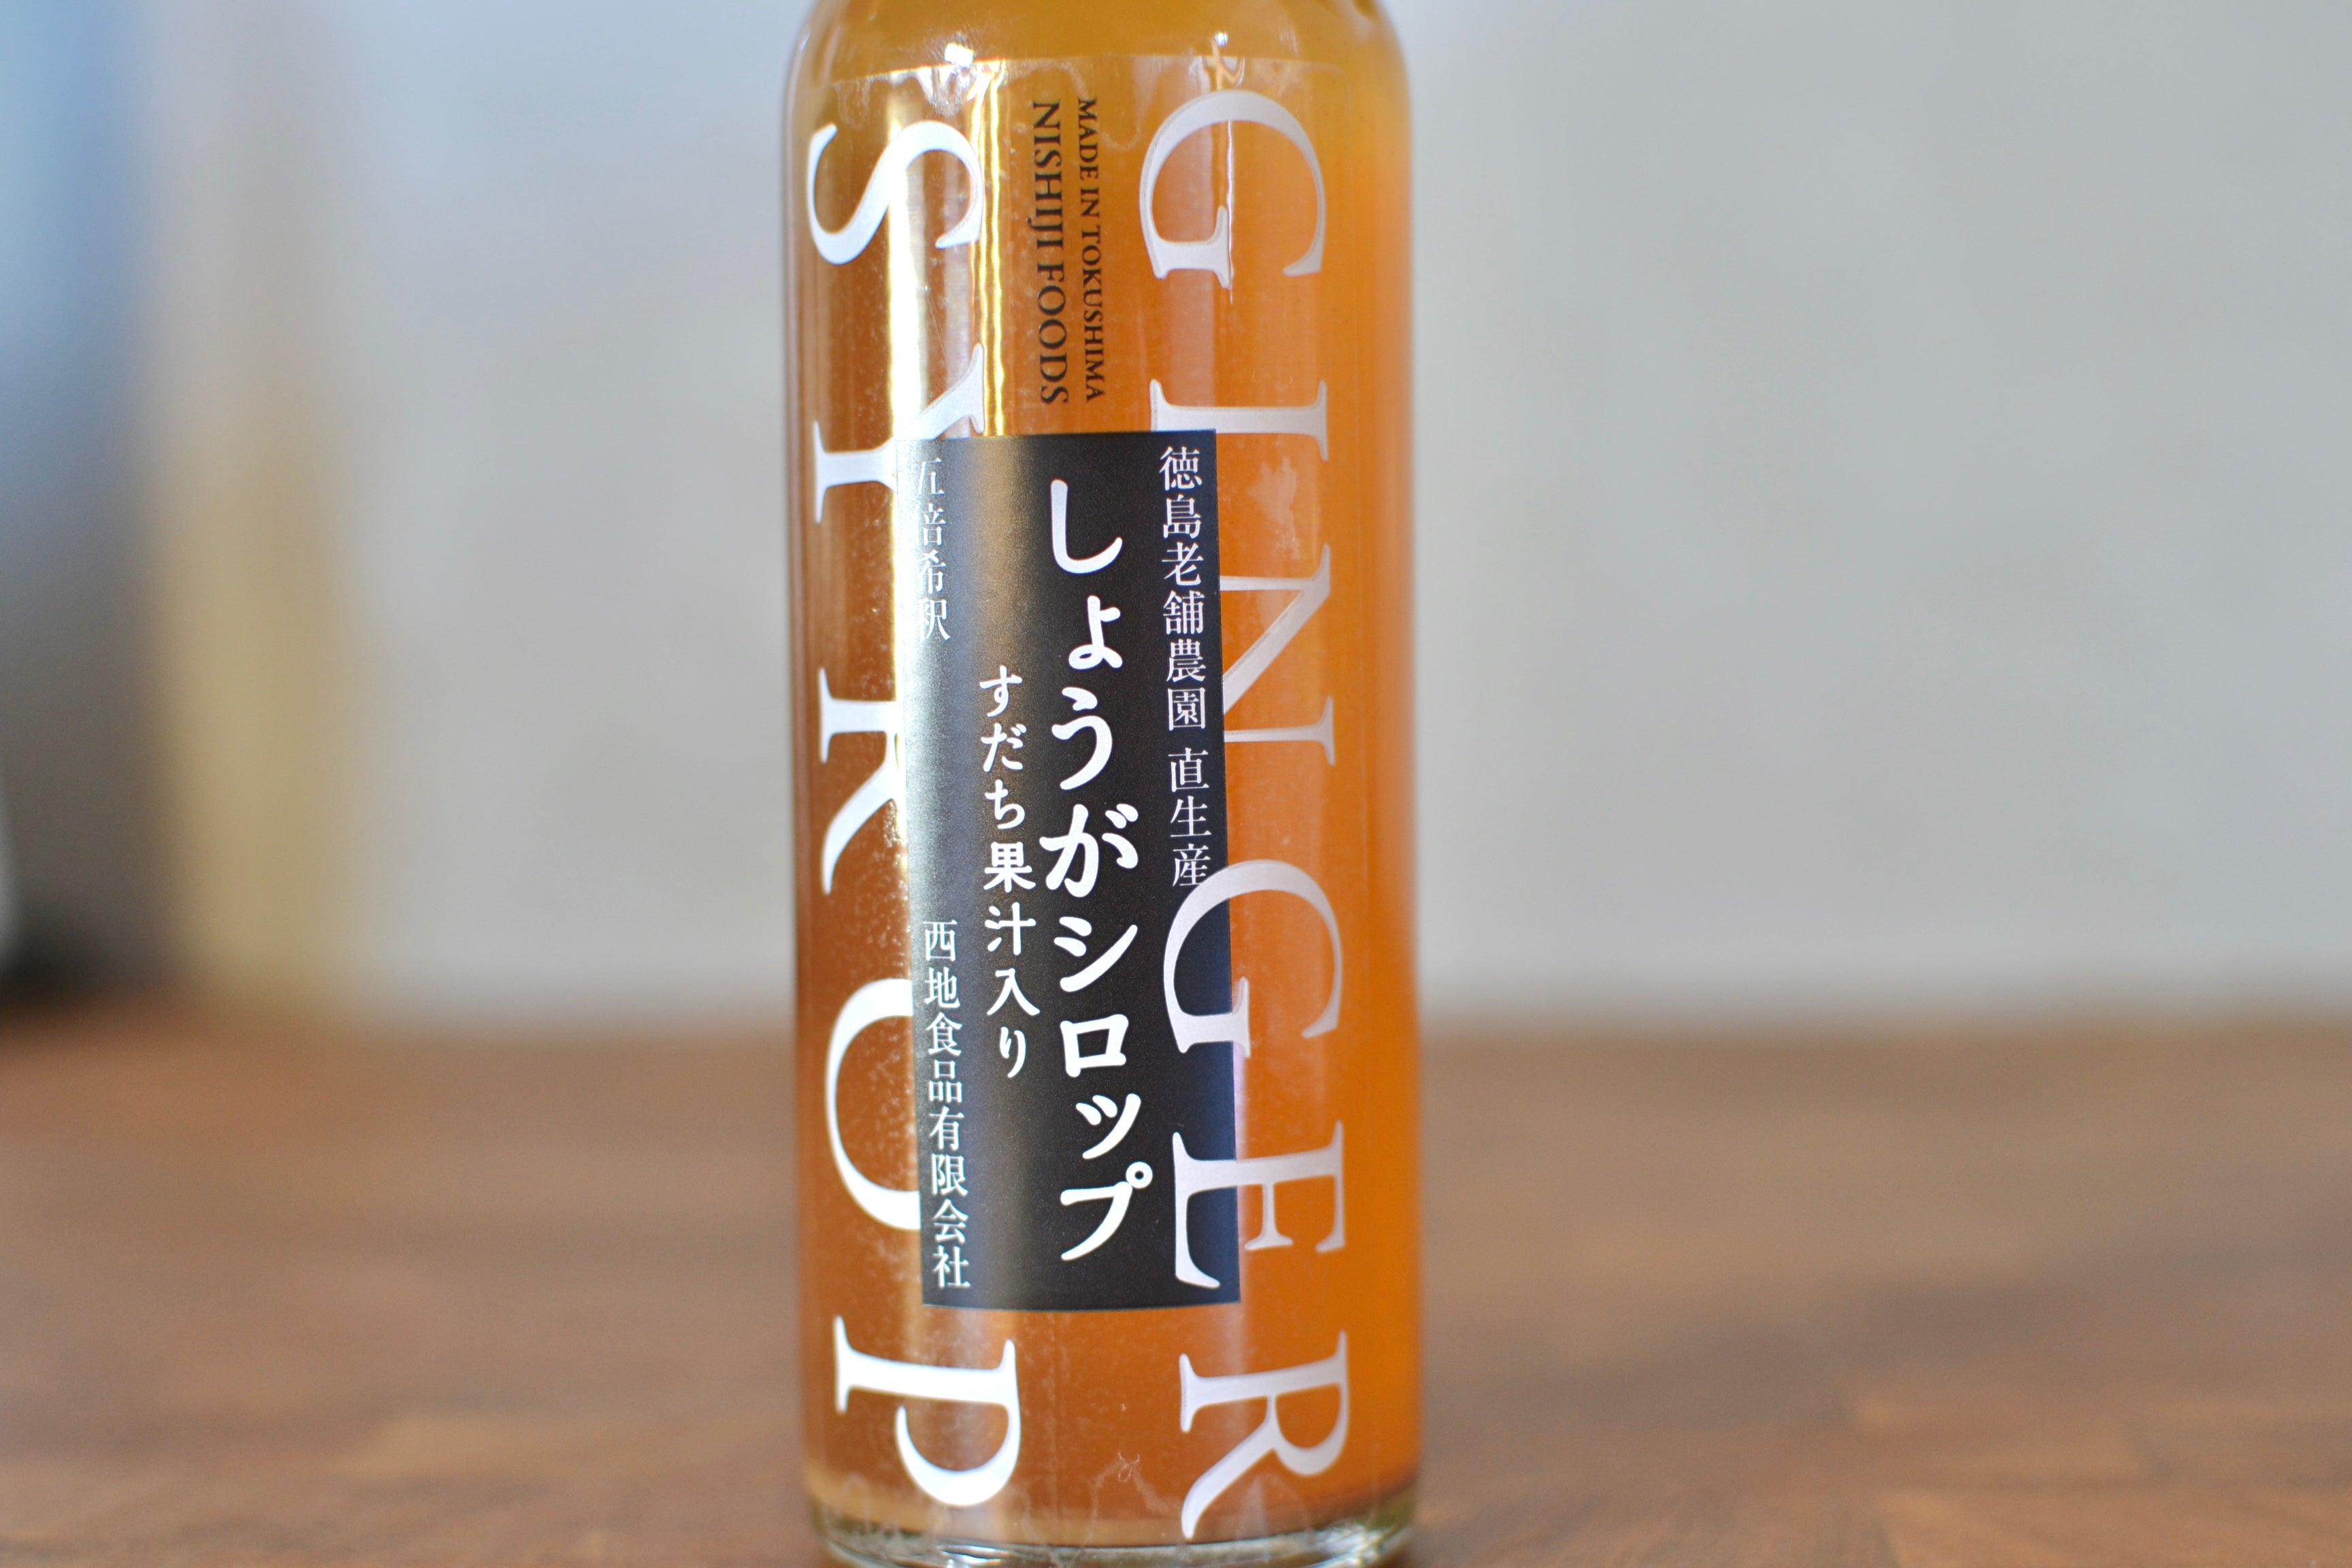 GINGER
SYRUP
MADE IN TOKUSHIMA
NISHIJI FOODS
徳島老舗農園 直生産
しょうがシロップ
すだち果汁入り
五倍希釈
西地食品有限会社